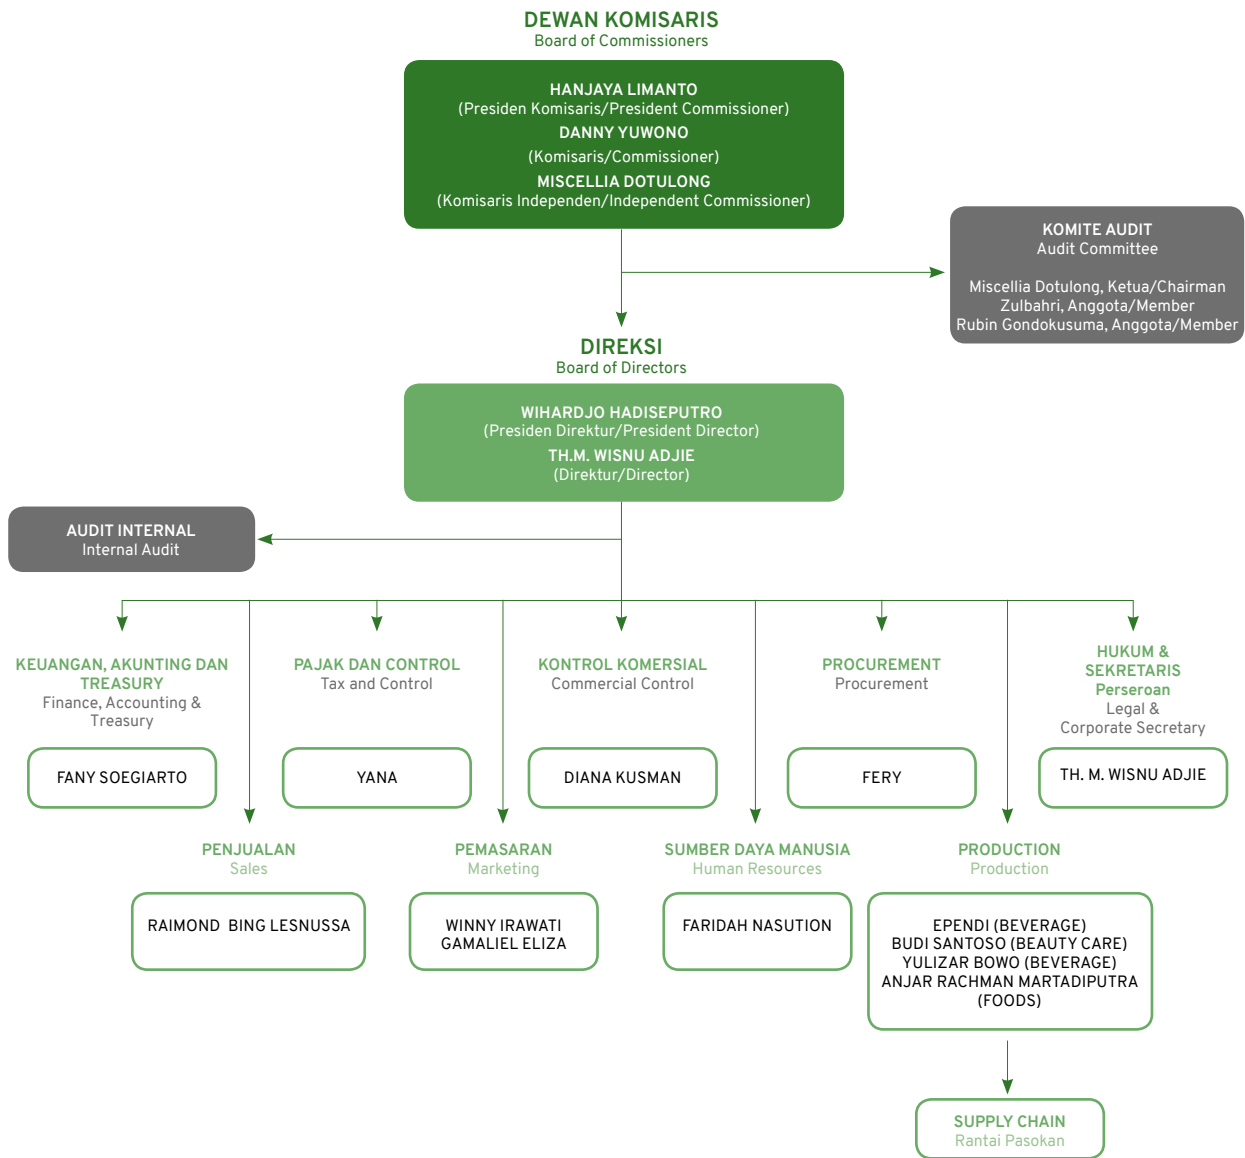 DEWAN KOMISARIS
Board of Commissioners
HANJAYA LIMANTO
(Presiden Komisaris/President Commissioner)
DANNY YUWONO
(Komisaris/Commissioner)
MISCELLIA DOTULONG
(Komisaris Independen/Independent Commissioner)
KOMITE AUDIT
Audit Committee
Miscellia Dotulong, Ketua/Chairman
Zulbahri, Anggota/Member
Rubin Gondokusuma, Anggota/Member
DIREKSI
Board of Directors
WIHARDJO HADISEPUTRO
(Presiden Direktur/President Director)
TH.M. WISNU ADJIE
(Direktur/Director)
AUDIT INTERNAL
Internal Audit
KEUANGAN, AKUNTING DAN
TREASURY
Finance, Accounting &
Treasury
FANY SOEGIARTO
PAJAK DAN CONTROL
Tax and Control
YANA
KONTROL KOMERSIAL
Commercial Control
DIANA KUSMAN
PROCUREMENT
Procurement
FERY
HUKUM &
SEKRETARIS
Perseroan
Legal &
Corporate Secretary
TH. M. WISNU ADJIE
PENJUALAN
Sales
RAIMOND  BING LESNUSSA
PEMASARAN
Marketing
WINNY IRAWATI
GAMALIEL ELIZA
SUMBER DAYA MANUSIA
Human Resources
FARIDAH NASUTION
PRODUCTION
Production
EPENDI (BEVERAGE)
BUDI SANTOSO (BEAUTY CARE)
YULIZAR BOWO (BEVERAGE)
ANJAR RACHMAN MARTADIPUTRA
(FOODS)
SUPPLY CHAIN
Rantai Pasokan